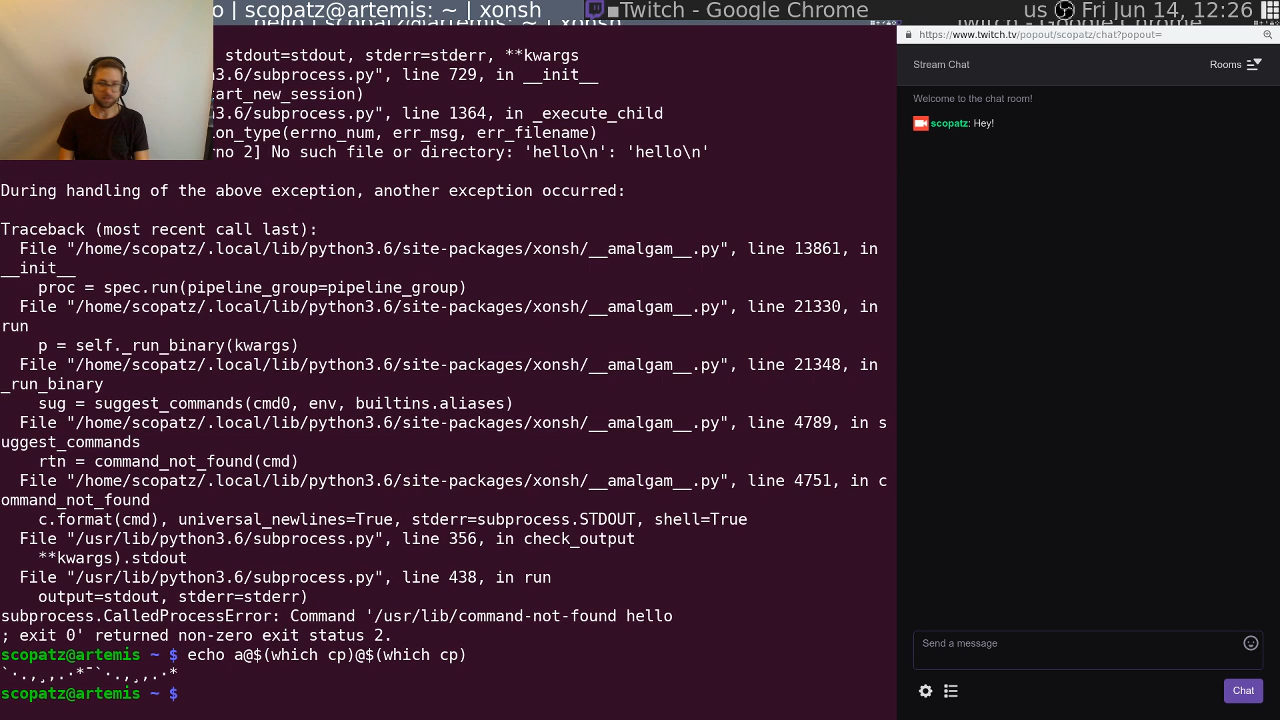 o | scopatz@artemis: ~ | xonsh
Twitch - Google Chrome
us
Fri Jun 14, 12:26
stdout=stdout, stderr=stderr, **kwargs
n3.6/subprocess.py", line 729, in __init__
art_new_session)
n3.6/subprocess.py", line 1364, in _execute_child
on_type(errno_num, err_msg, err_filename)
no 2] No such file or directory: 'hello\n': 'hello\n'
During handling of the above exception, another exception occurred:
Traceback (most recent call last):
File "/home/scopatz/.local/lib/python3.6/site-packages/xonsh/__amalgam__.py", line 13861, in
__init__
proc = spec.run(pipeline_group=pipeline_group)
File "/home/scopatz/.local/lib/python3.6/site-packages/xonsh/__amalgam__.py", line 21330, in
run
p = self._run_binary(kwargs)
File "/home/scopatz/.local/lib/python3.6/site-packages/xonsh/__amalgam__.py", line 21348, in
_run_binary
sug = suggest_commands(cmd0, env, builtins.aliases)
File "/home/scopatz/.local/lib/python3.6/site-packages/xonsh/__amalgam__.py", line 4789, in s
uggest_commands
rtn = command_not_found(cmd)
File "/home/scopatz/.local/lib/python3.6/site-packages/xonsh/__amalgam__.py", line 4751, in c
ommand_not_found
c.format(cmd), universal_newlines=True, stderr=subprocess.STDOUT, shell=True
File "/usr/lib/python3.6/subprocess.py", line 356, in check_output
**kwargs).stdout
File "/usr/lib/python3.6/subprocess.py", line 438, in run
output=stdout, stderr=stderr)
subprocess.CalledProcessError: Command '/usr/lib/command-not-found hello
; exit 0' returned non-zero exit status 2.
scopatz@artemis ~ $ echo a@$(which cp)@$(which cp)
`·.,¸,.·*¯`·.,¸,.·*
scopatz@artemis ~ $
https://www.twitch.tv/popout/scopatz/chat?popout=
Stream Chat
Rooms
Welcome to the chat room!
scopatz: Hey!
Send a message
Chat